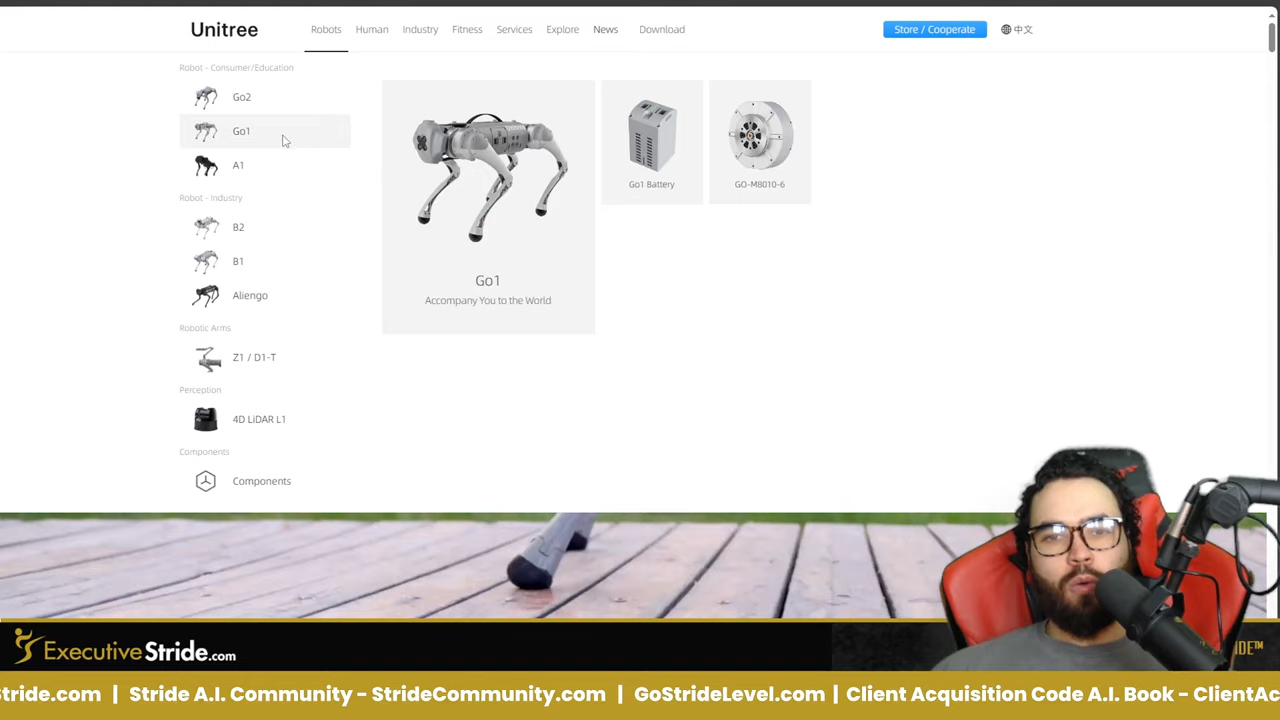 Unitree
Robots Human Industry Fitness Services Explore News Download
Store / Cooperate
中文
Robot - Consumer/Education
Go2
Go1
A1
Robot - Industry
B2
B1
Aliengo
Robotic Arms
Z1 / D1-T
Perception
4D LiDAR L1
Components
Components
Go1
Accompany You to the World
Go1 Battery
GO-M8010-6
ExecutiveStride.com
Stride.com | Stride A.I. Community - StrideCommunity.com | GoStrideLevel.com | Client Acquisition Code A.I. Book - ClientAc